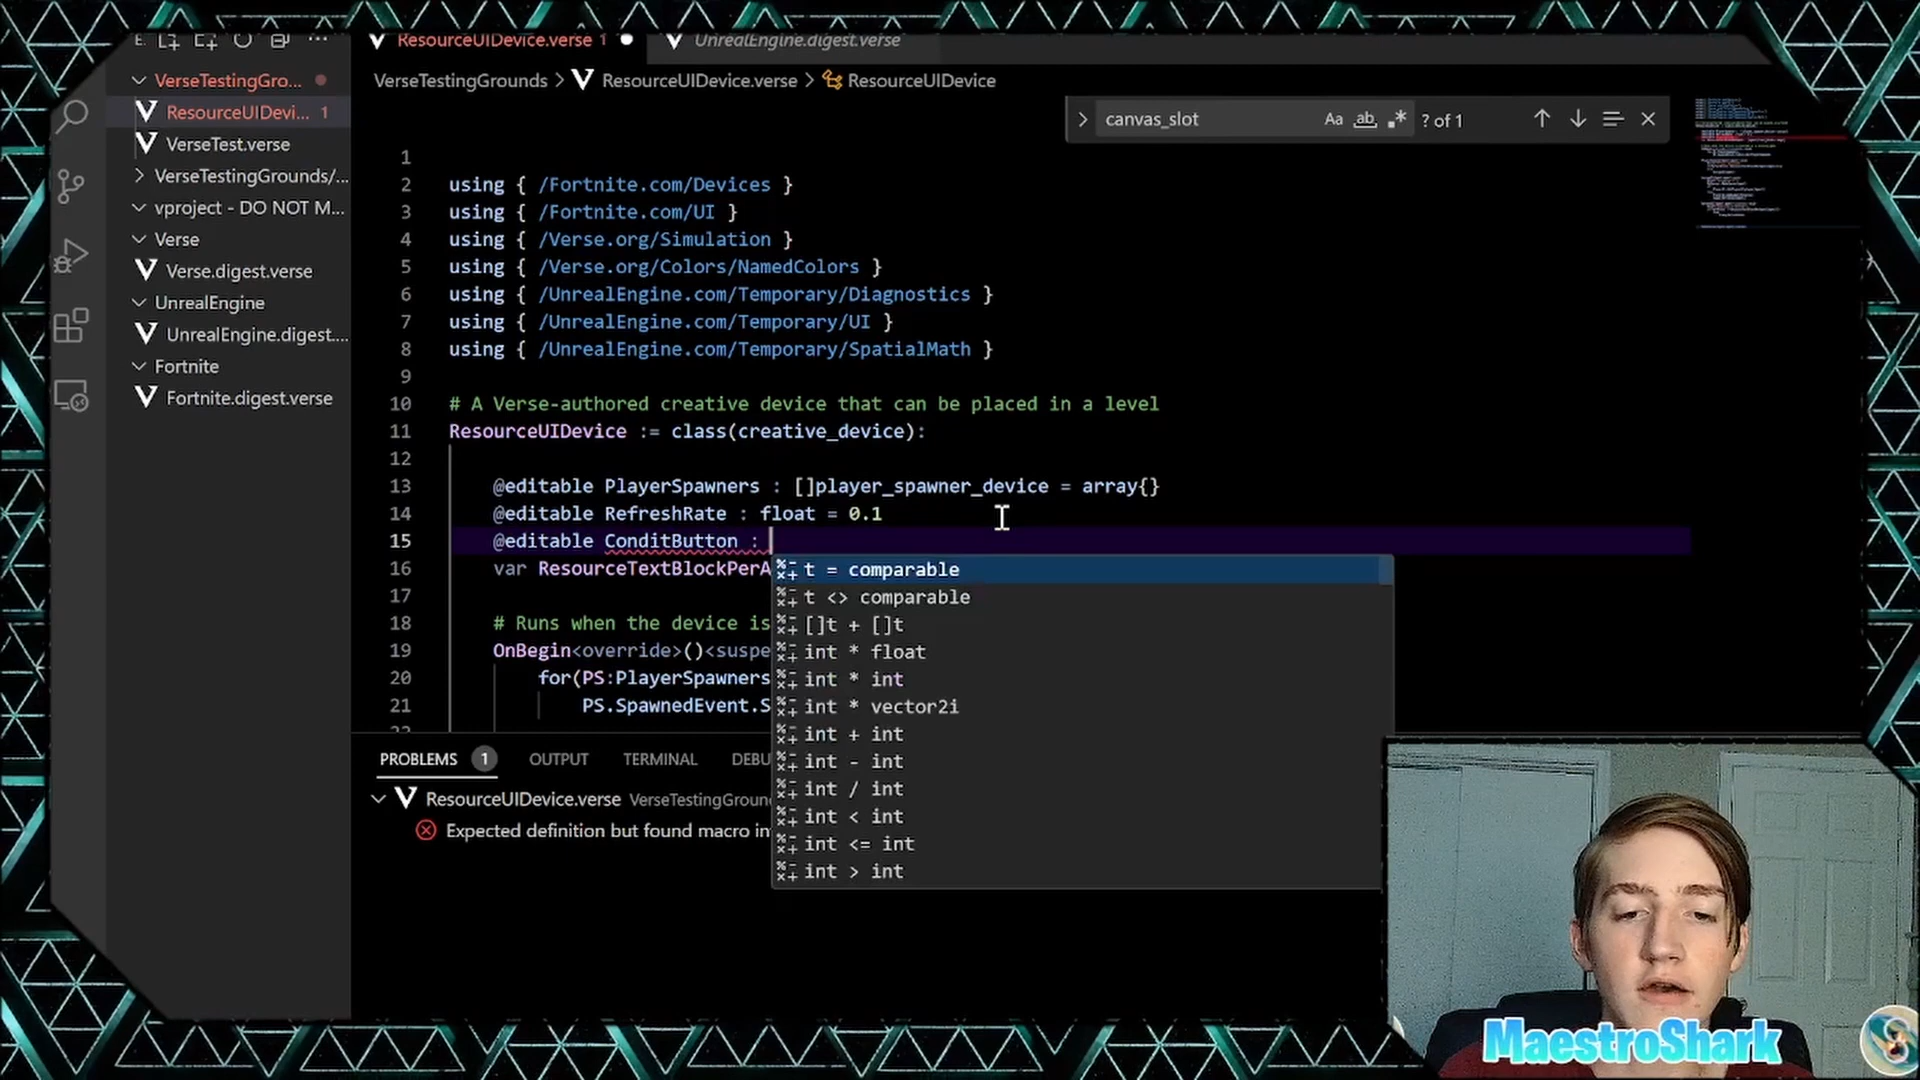 E.
ResourceUIDevice.verse 1
UnrealEngine.digest.verse
VerseTestingGro...
VerseTestingGrounds > ResourceUIDevice.verse > ResourceUIDevice
ResourceUIDevi... 1
canvas_slot
Aa
ab
? of 1
VerseTest.verse
VerseTestingGrounds/...
vproject - DO NOT M...
Verse
Verse.digest.verse
UnrealEngine
UnrealEngine.digest....
Fortnite
Fortnite.digest.verse
1
2 using { /Fortnite.com/Devices }
3 using { /Fortnite.com/UI }
4 using { /Verse.org/Simulation }
5 using { /Verse.org/Colors/NamedColors }
6 using { /UnrealEngine.com/Temporary/Diagnostics }
7 using { /UnrealEngine.com/Temporary/UI }
8 using { /UnrealEngine.com/Temporary/SpatialMath }
9
10 # A Verse-authored creative device that can be placed in a level
11 ResourceUIDevice := class(creative_device):
12
13 @editable PlayerSpawners : []player_spawner_device = array{}
14 @editable RefreshRate : float = 0.1
15 @editable ConditButton :
16 var ResourceTextBlockPerA
17
18 # Runs when the device is
19 OnBegin<override>()<suspe
20 for(PS:PlayerSpawners
21 PS.SpawnedEvent.S
t = comparable
t <> comparable
[]t + []t
int * float
int * int
int * vector2i
int + int
int - int
int / int
int < int
int <= int
int > int
PROBLEMS 1 OUTPUT TERMINAL DEBU
ResourceUIDevice.verse VerseTestingGroun
Expected definition but found macro in
MaestroShark